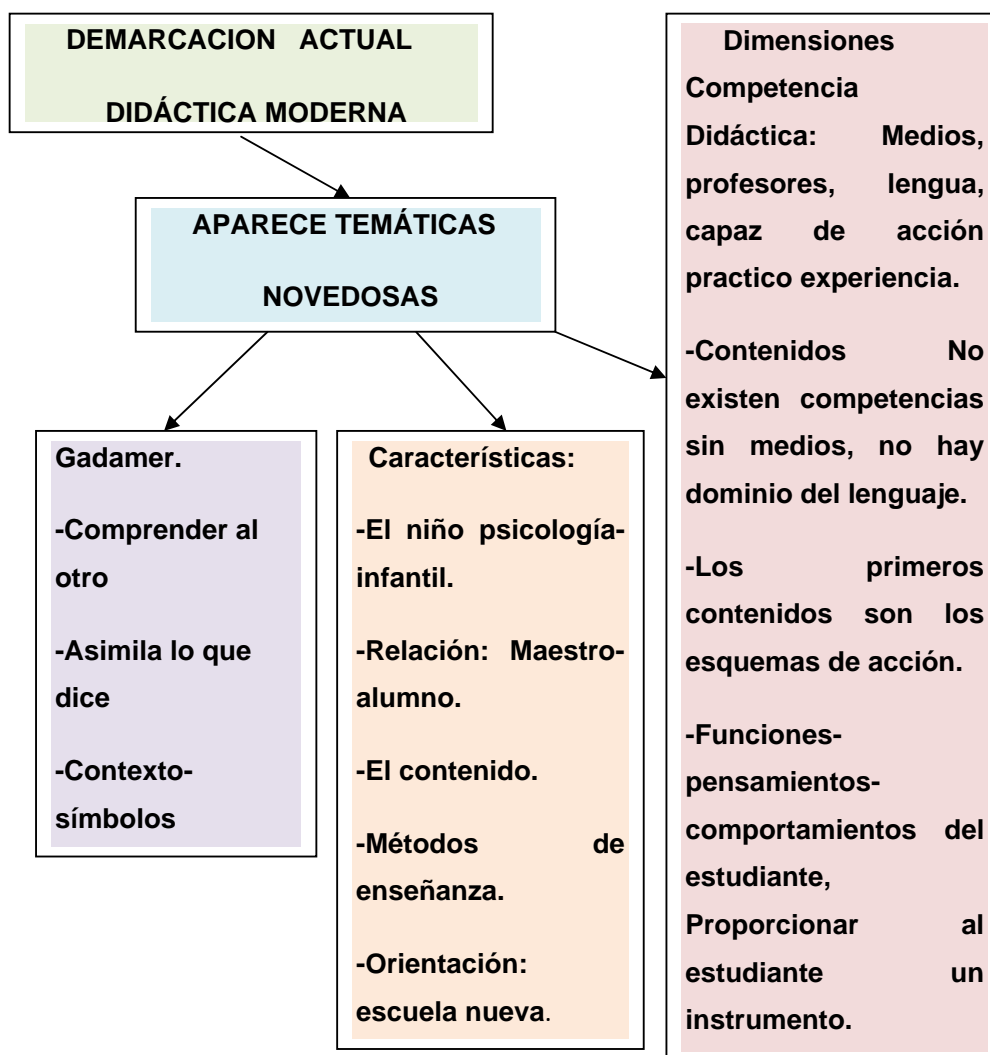 DEMARCACION ACTUAL
DIDÁCTICA MODERNA
APARECE TEMÁTICAS
NOVEDOSAS
Gadamer.
-Comprender al
otro
-Asimila lo que
dice
-Contexto-
símbolos
Características:
-El niño psicología-
infantil.
-Relación: Maestro-
alumno.
-El contenido.
-Métodos de
enseñanza.
-Orientación:
escuela nueva.
Dimensiones
Competencia
Didáctica: Medios,
profesores, lengua,
capaz de acción
practico experiencia.
-Contenidos No
existen competencias
sin medios, no hay
dominio del lenguaje.
-Los primeros
contenidos son los
esquemas de acción.
-Funciones-
pensamientos-
comportamientos del
estudiante,
Proporcionar al
estudiante un
instrumento.